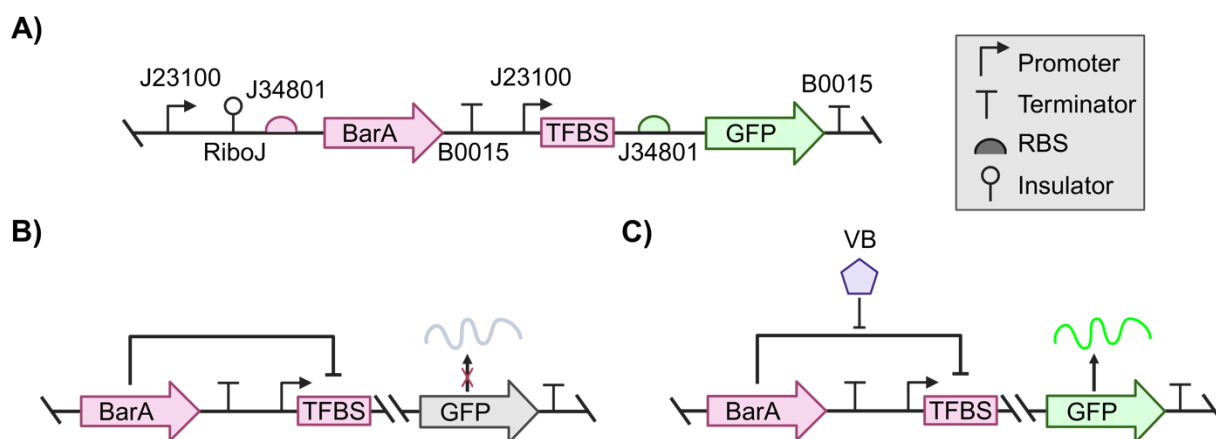 A)
J23100
J34801
J23100
B0015
BarA
TFBS
GFP
RiboJ
B0015
J34801
Promoter
Terminator
RBS
Insulator
B)
BarA
TFBS
GFP
C)
VB
BarA
TFBS
GFP